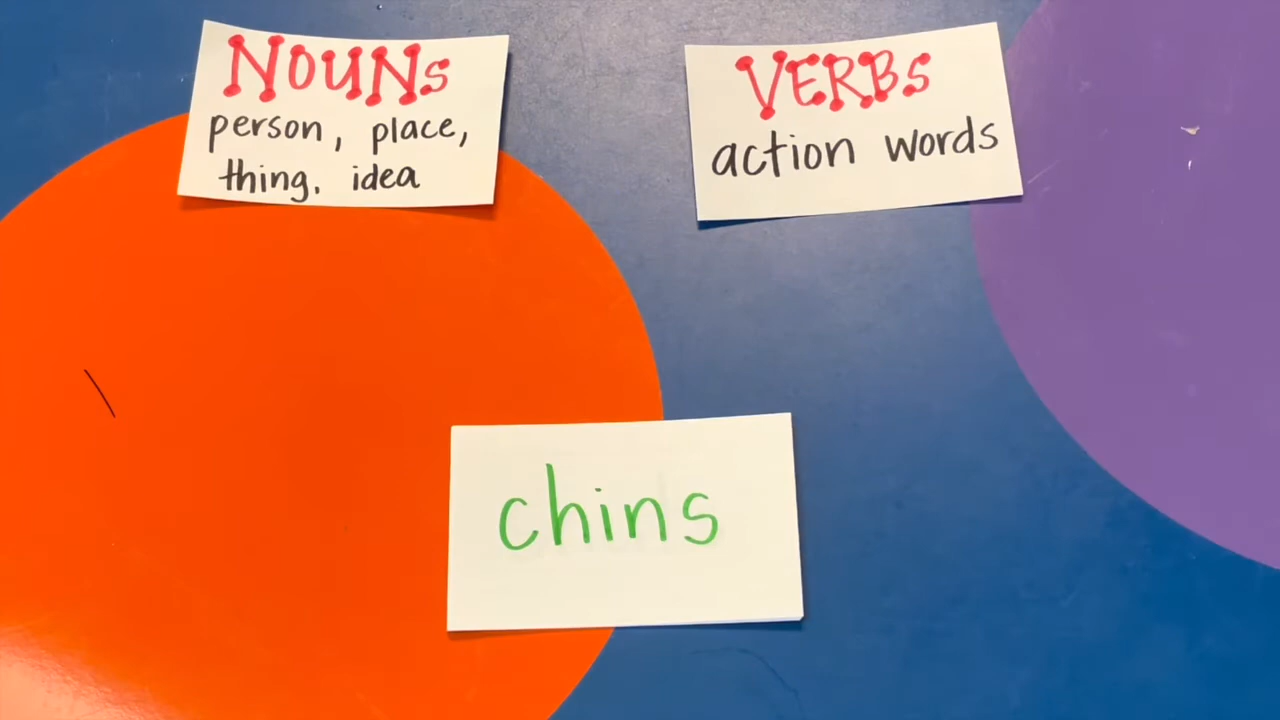 NOUNs
person, place,
thing, idea
VERBs
action words
chins